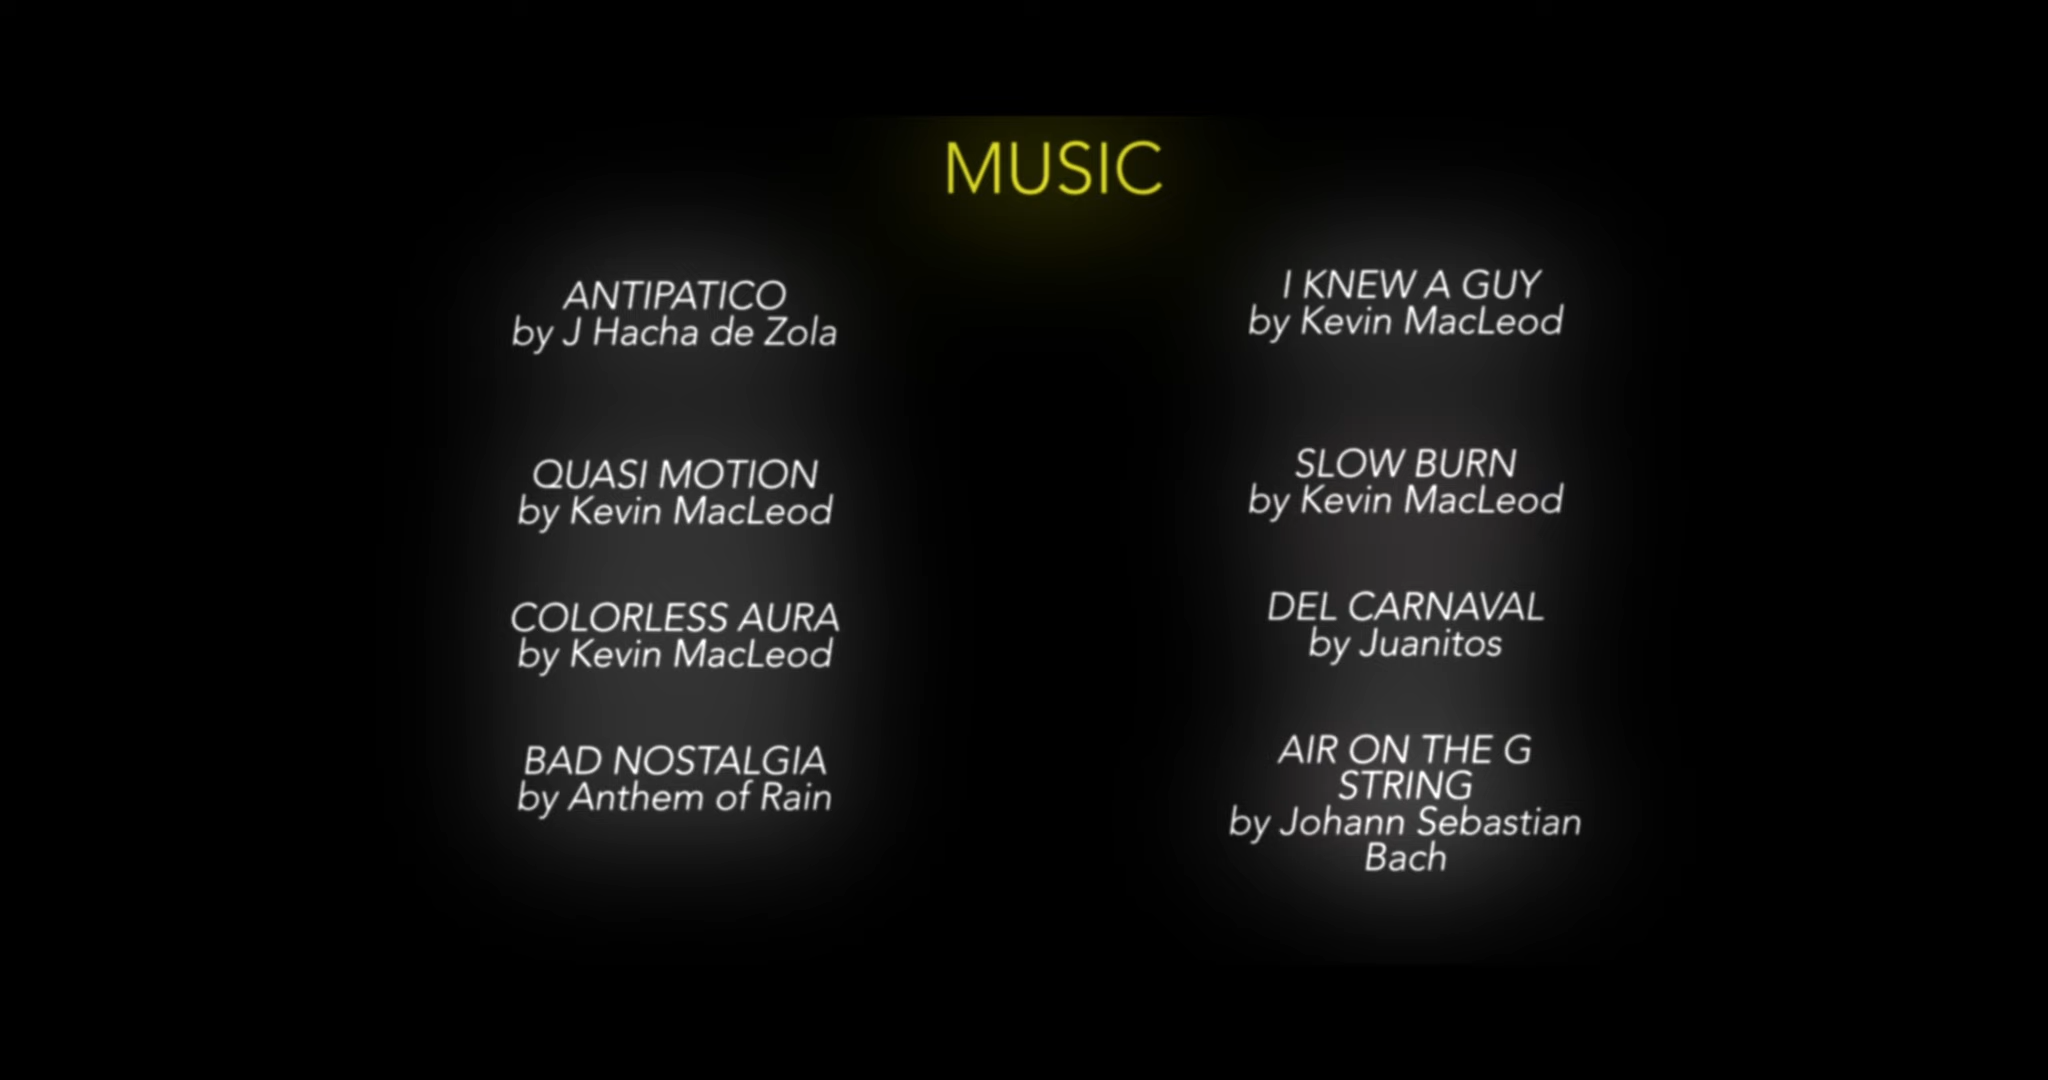 MUSIC
ANTIPATICO
by J Hacha de Zola
QUASI MOTION
by Kevin MacLeod
COLORLESS AURA
by Kevin MacLeod
BAD NOSTALGIA
by Anthem of Rain
I KNEW A GUY
by Kevin MacLeod
SLOW BURN
by Kevin MacLeod
DEL CARNAVAL
by Juanitos
AIR ON THE G
STRING
by Johann Sebastian
Bach